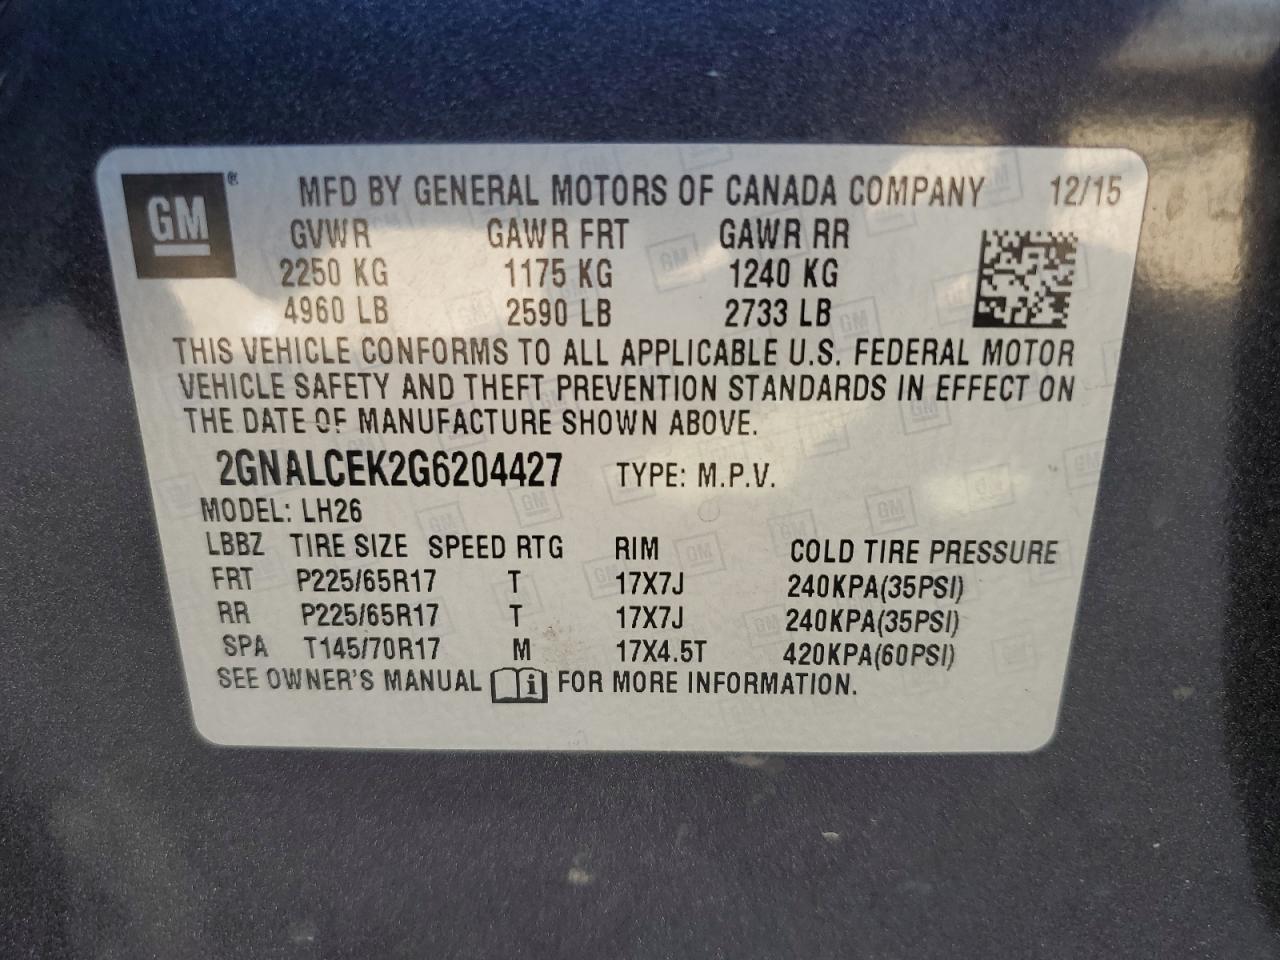 GM®
MFD BY GENERAL MOTORS OF CANADA COMPANY 12/15
GVWR GAWR FRT GAWR RR
2250 KG 1175 KG 1240 KG
4960 LB 2590 LB 2733 LB
THIS VEHICLE CONFORMS TO ALL APPLICABLE U.S. FEDERAL MOTOR
VEHICLE SAFETY AND THEFT PREVENTION STANDARDS IN EFFECT ON
THE DATE OF MANUFACTURE SHOWN ABOVE.
2GNALCEK2G6204427 TYPE: M.P.V.
MODEL: LH26
LBBZ TIRE SIZE SPEED RTG RIM COLD TIRE PRESSURE
FRT P225/65R17 T 17X7J 240KPA(35PSI)
RR P225/65R17 T 17X7J 240KPA(35PSI)
SPA T145/70R17 M 17X4.5T 420KPA(60PSI)
SEE OWNER'S MANUAL i FOR MORE INFORMATION.